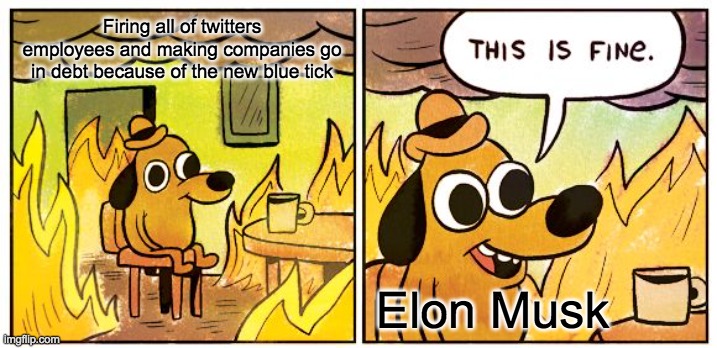 Firing all of twitters
employees and making companies go
in debt because of the new blue tick
THIS IS FINE.
Elon Musk
imgflip.com